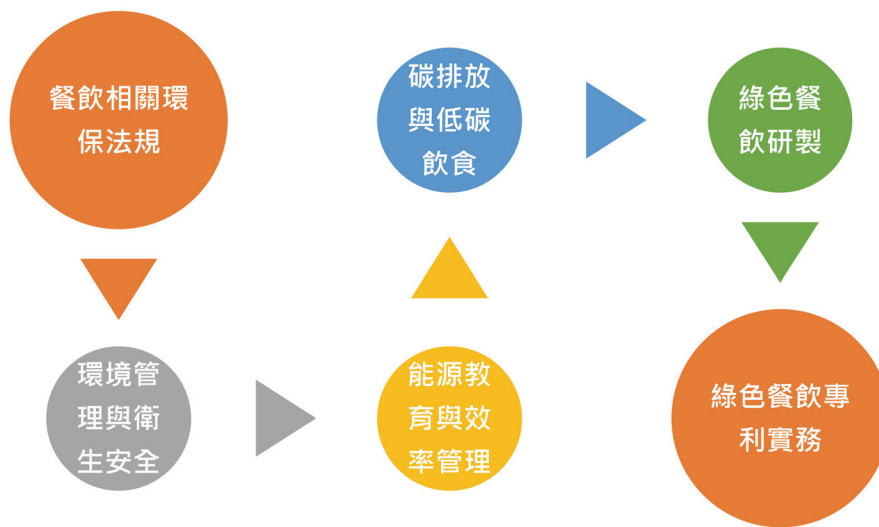 餐飲相關環
保法規
環境管
理與衛
生安全
能源教
育與效
率管理
碳排放
與低碳
飲食
綠色餐
飲研製
綠色餐飲專
利實務